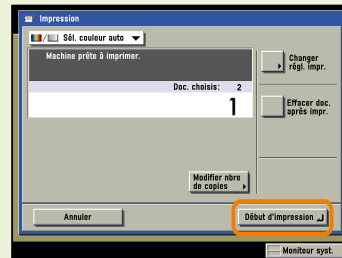 Impression
Sél. couleur auto
Machine prête à imprimer.
Changer
régl. impr.
Doc. choisis: 2
1
Effacer doc.
après impr.
Modifier nbre
de copies
Annuler
Début d'impression
Moniteur syst.